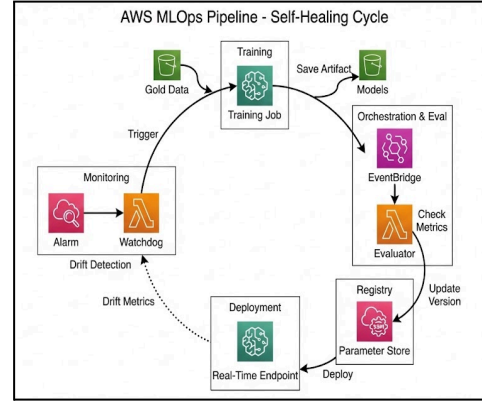 AWS MLOps Pipeline - Self-Healing Cycle
Training
Gold Data
Training Job
Save Artifact
Models
Trigger
Orchestration & Eval
EventBridge
Check
Metrics
Evaluator
Monitoring
Alarm
Watchdog
Drift Detection
Drift Metrics
Update
Version
Registry
SSM
Parameter Store
Deployment
Real-Time Endpoint
Deploy